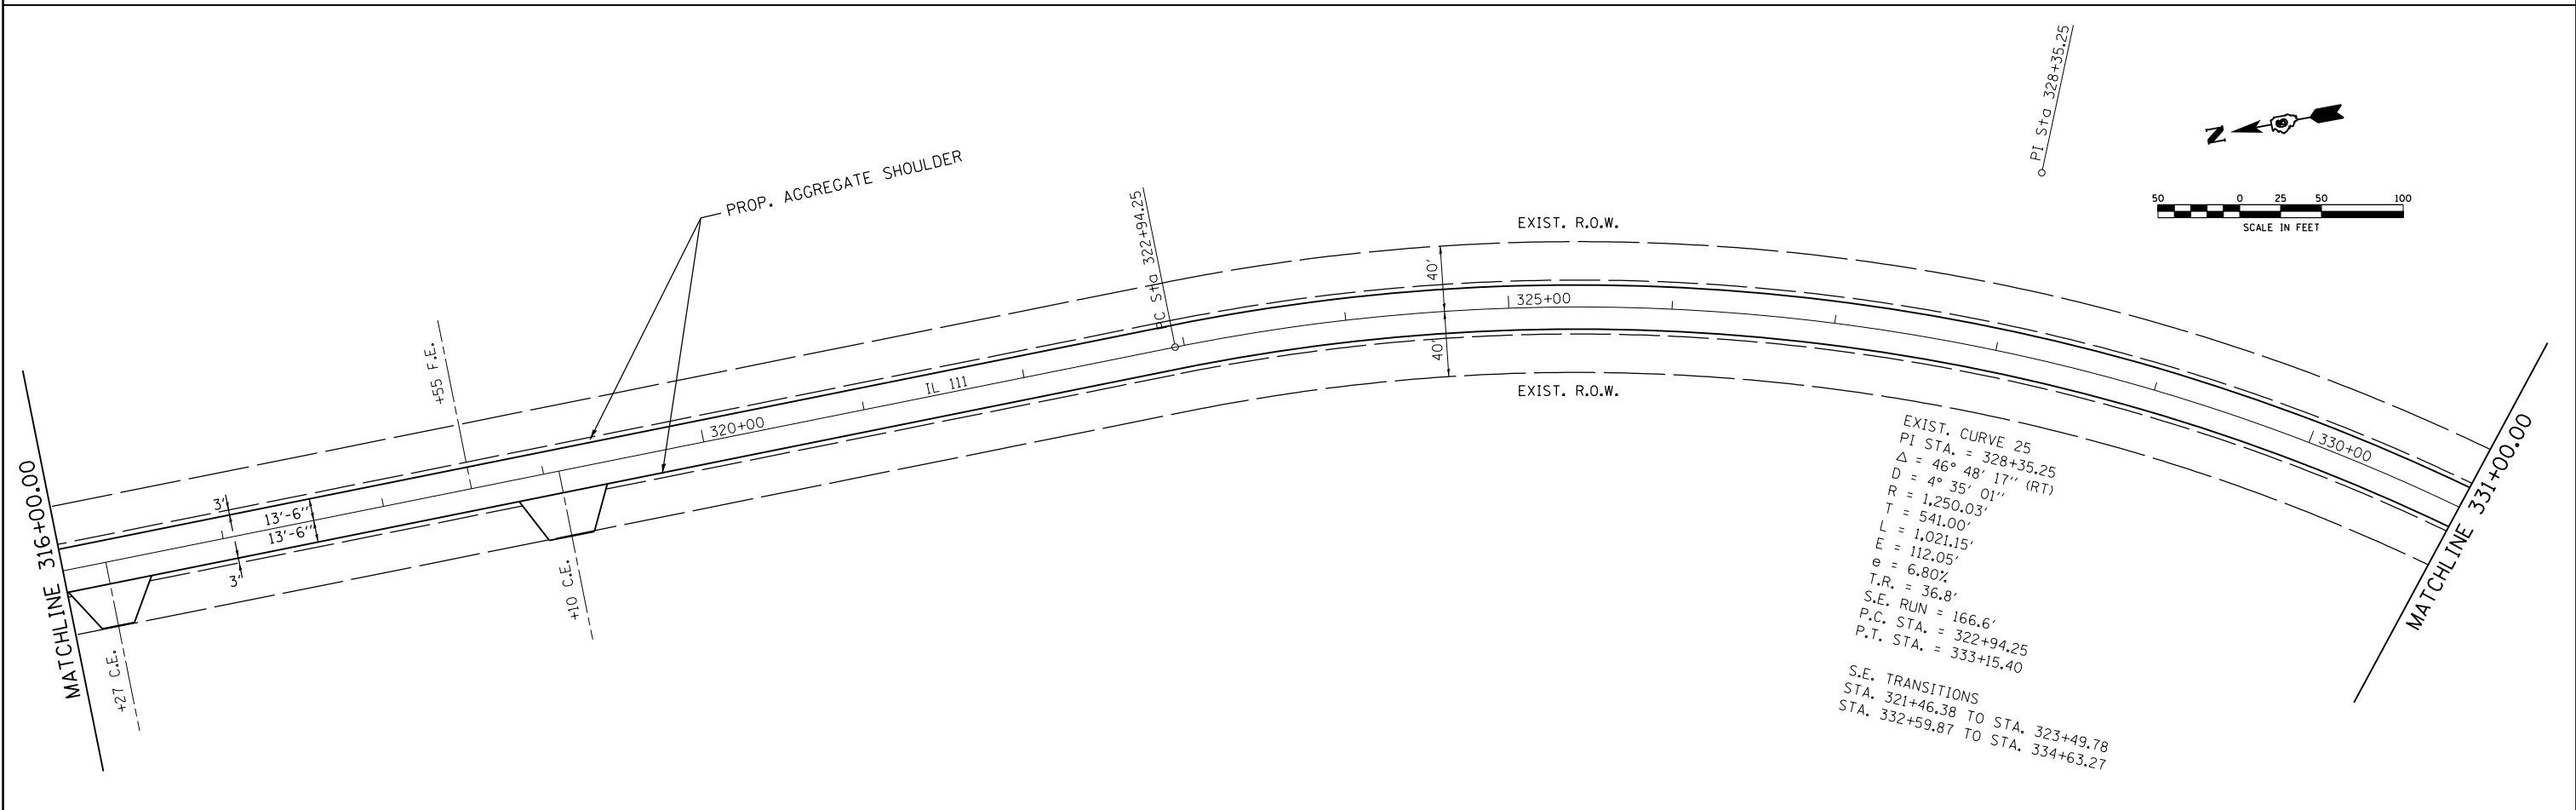 PI Sta 328+35.25
N
50 0 25 50 100
SCALE IN FEET
PROP. AGGREGATE SHOULDER
PC Sta 322+94.25
EXIST. R.O.W.
40'
325+00
40'
EXIST. R.O.W.
+55 F.E.
IL 111
320+00
330+00
MATCHLINE 316+00.00
3'
13'-6"
13'-6"
3'
+27 C.E.
+10 C.E.
MATCHLINE 331+00.00
EXIST. CURVE 25
PI STA. = 328+35.25
Δ = 46° 48' 17" (RT)
D = 4° 35' 01"
R = 1,250.03'
T = 541.00'
L = 1,021.15'
E = 112.05'
e = 6.80%
T.R. = 36.8'
S.E. RUN = 166.6'
P.C. STA. = 322+94.25
P.T. STA. = 333+15.40
S.E. TRANSITIONS
STA. 321+46.38 TO STA. 323+49.78
STA. 332+59.87 TO STA. 334+63.27